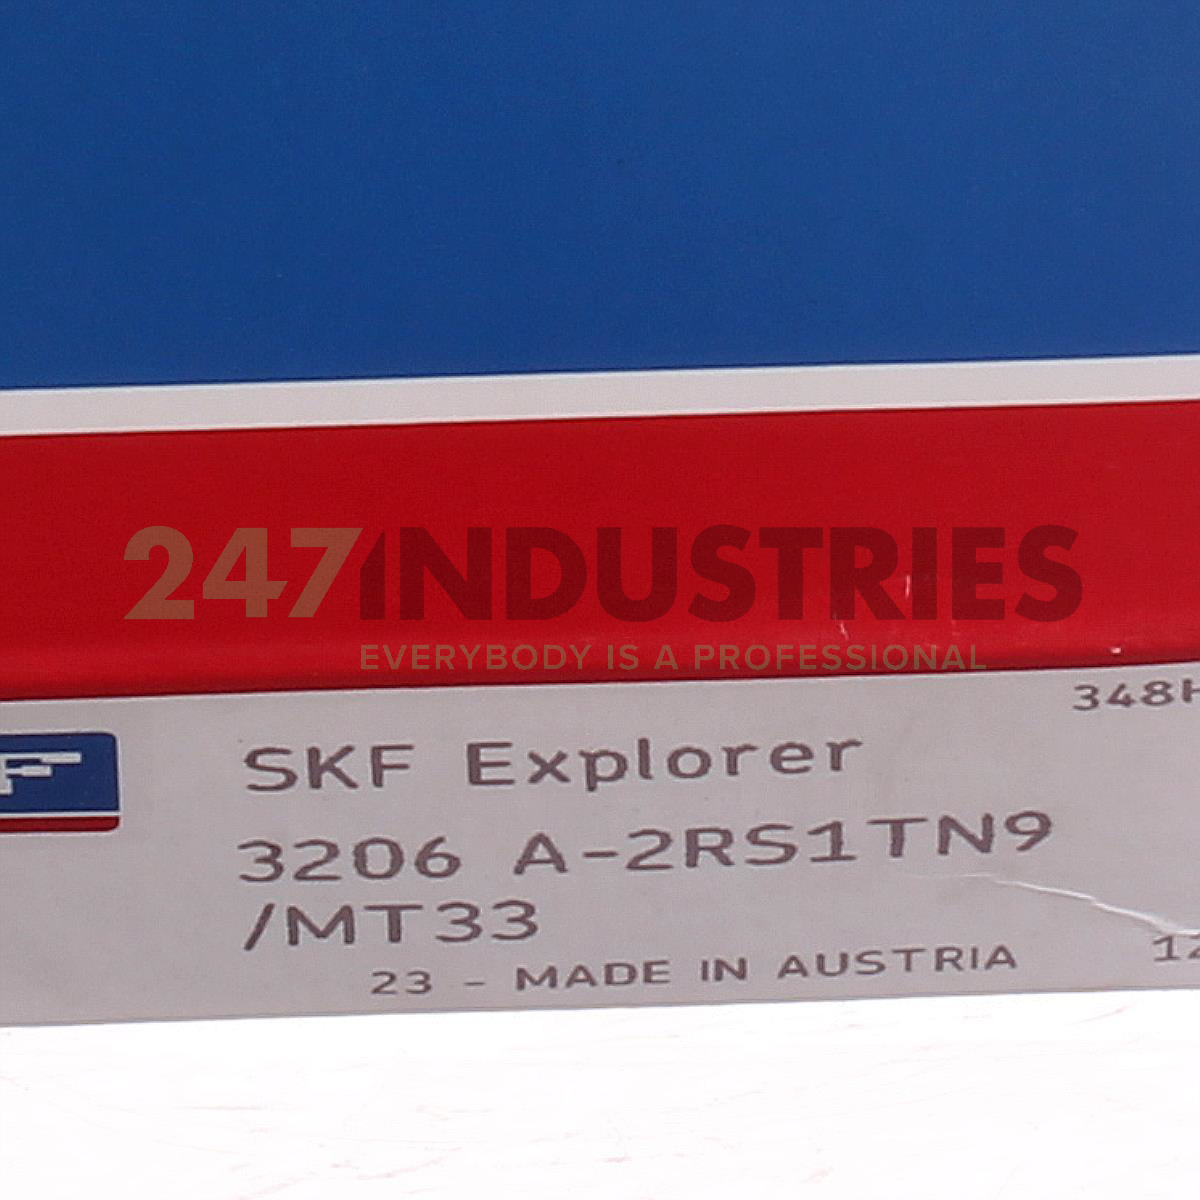 247INDUSTRIES
EVERYBODY IS A PROFESSIONAL
348H
SKF Explorer
3206 A-2RS1TN9
/MT33
23 - MADE IN AUSTRIA